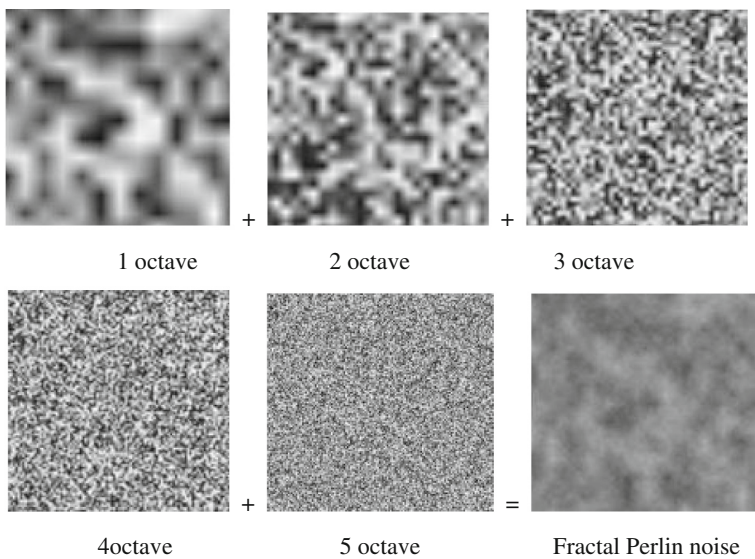 + +
1 octave 2 octave 3 octave
+ =
4octave 5 octave Fractal Perlin noise